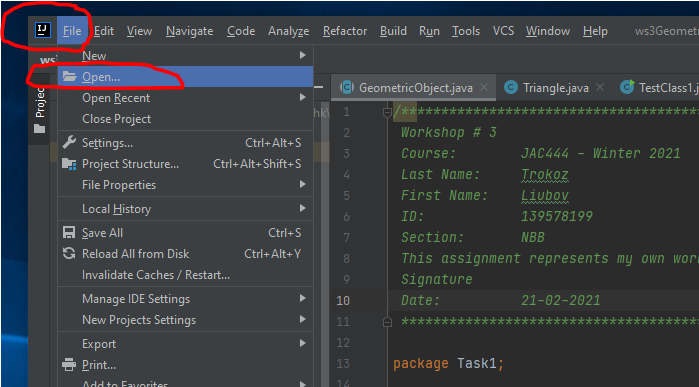 IJ File Edit View Navigate Code Analyze Refactor Build Run Tools VCS Window Help ws3Geometri
ws
New
Open...
Open Recent
Close Project
Settings... Ctrl+Alt+S
Project Structure... Ctrl+Alt+Shift+S
File Properties
Local History
Save All Ctrl+S
Reload All from Disk Ctrl+Alt+Y
Invalidate Caches / Restart...
Manage IDE Settings
New Projects Settings
Export
Print...
Add to Favorites
Project
GeometricObject.java Triangle.java TestClass1.j
1 /**************************************
2 Workshop # 3
3 Course: JAC444 - Winter 2021
4 Last Name: Trokoz
5 First Name: Liubov
6 ID: 139578199
7 Section: NBB
8 This assignment represents my own wor
9 Signature
10 Date: 21-02-2021
11 **************************************
12
13 package Task1;